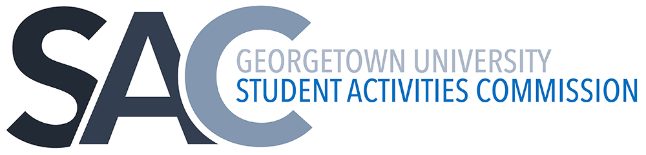 SAC
GEORGETOWN UNIVERSITY
STUDENT ACTIVITIES COMMISSION